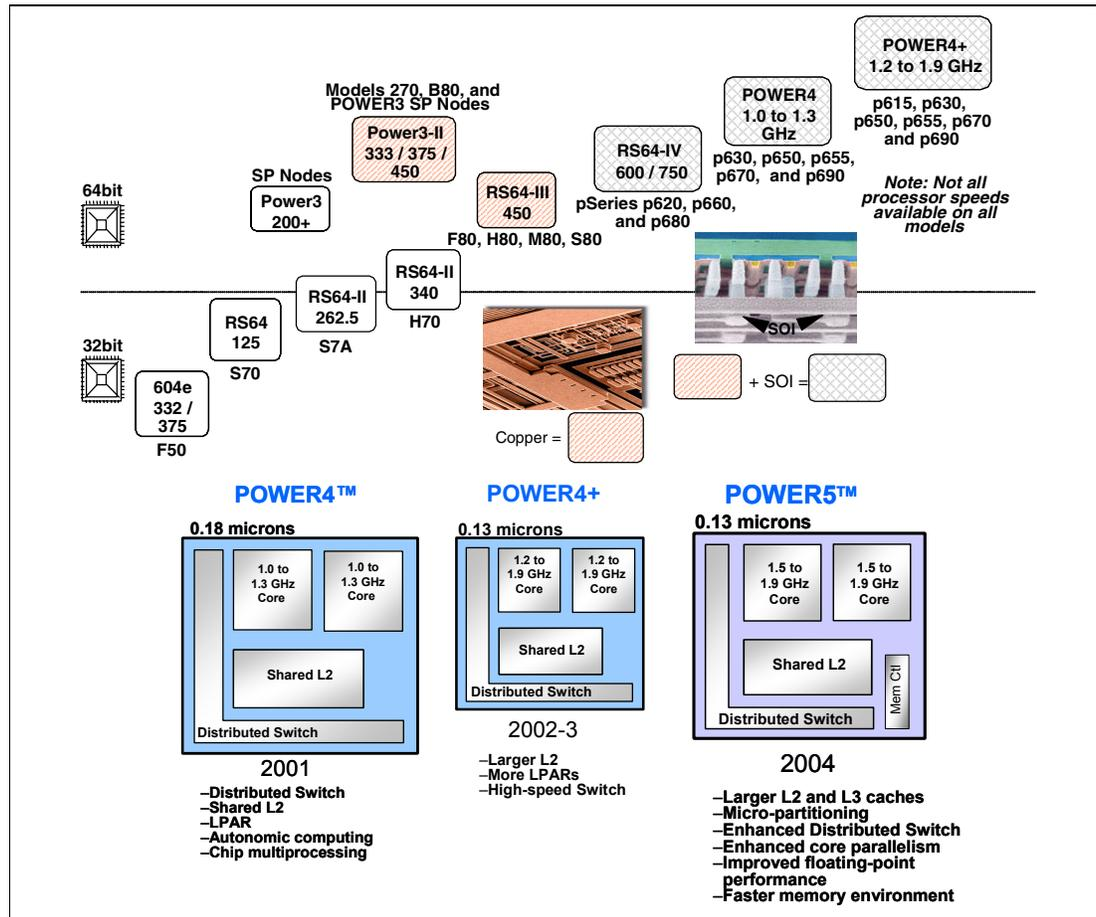 POWER4+
1.2 to 1.9 GHz
p615, p630,
p650, p655, p670
and p690
POWER4
1.0 to 1.3
GHz
p630, p650, p655,
p670, and p690
Note: Not all
processor speeds
available on all
models
Models 270, B80, and
POWER3 SP Nodes
Power3-II
333 / 375 /
450
RS64-IV
600 / 750
pSeries p620, p660,
and p680
64bit
SP Nodes
Power3
200+
RS64-III
450
F80, H80, M80, S80
RS64-II
340
H70
RS64-II
262.5
S7A
RS64
125
S70
SOI
32bit
604e
332 /
375
F50
+ SOI =
Copper =
POWER4™
0.18 microns
1.0 to
1.3 GHz
Core
1.0 to
1.3 GHz
Core
Shared L2
Distributed Switch
2001
–Distributed Switch
–Shared L2
–LPAR
–Autonomic computing
–Chip multiprocessing
POWER4+
0.13 microns
1.2 to
1.9 GHz
Core
1.2 to
1.9 GHz
Core
Shared L2
Distributed Switch
2002-3
–Larger L2
–More LPARs
–High-speed Switch
POWER5™
0.13 microns
1.5 to
1.9 GHz
Core
1.5 to
1.9 GHz
Core
Shared L2
Mem Ctl
Distributed Switch
2004
–Larger L2 and L3 caches
–Micro-partitioning
–Enhanced Distributed Switch
–Enhanced core parallelism
–Improved floating-point
performance
–Faster memory environment